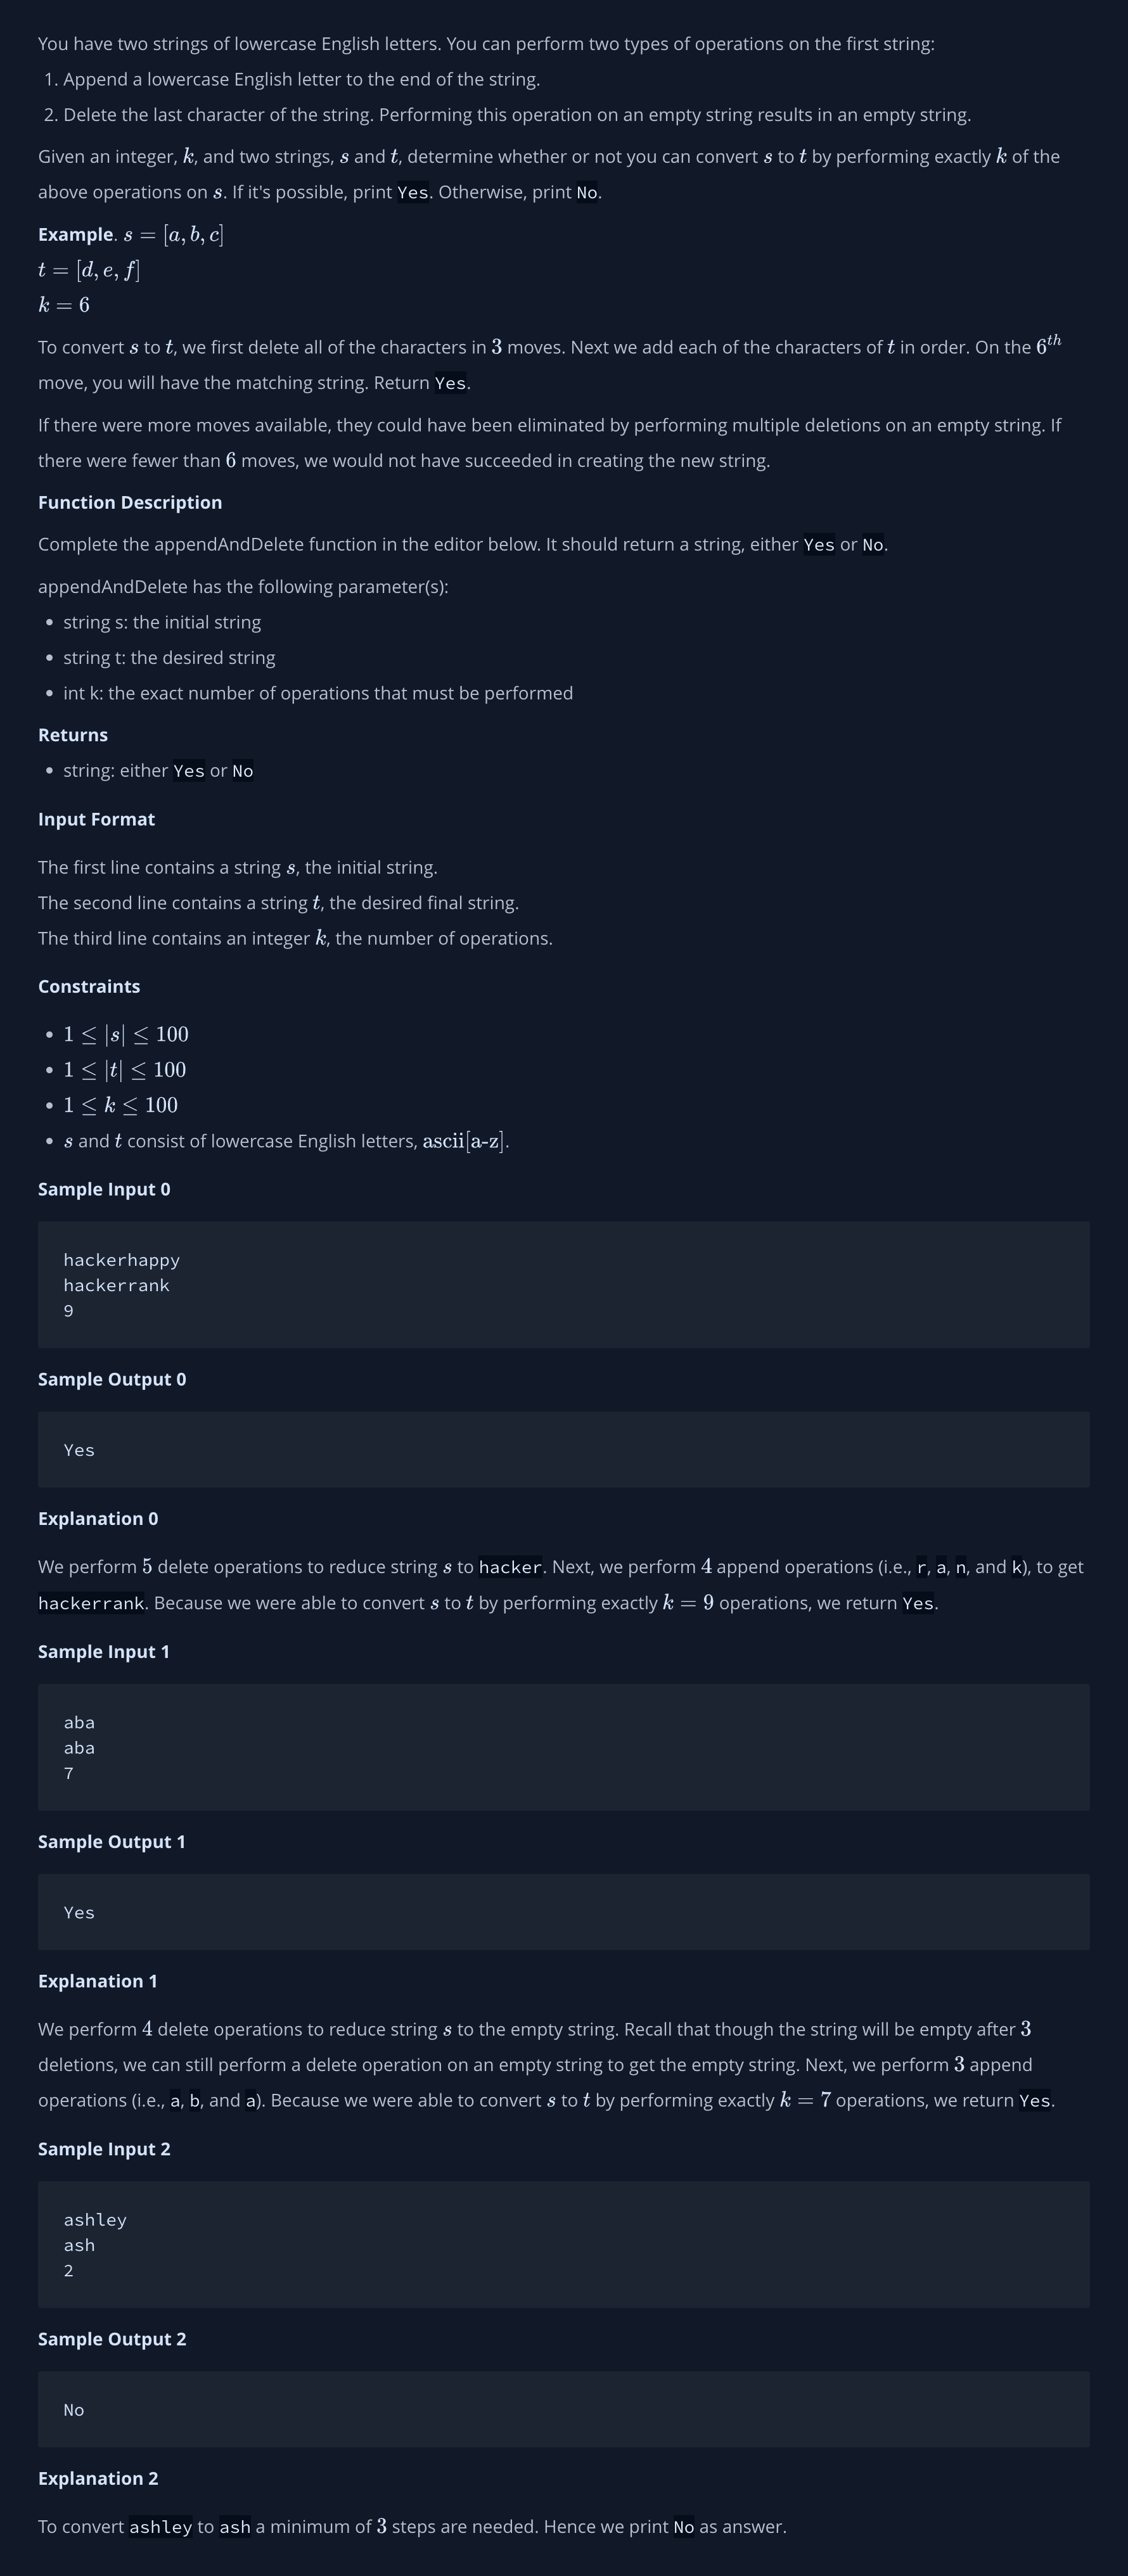 You have two strings of lowercase English letters. You can perform two types of operations on the first string:
1. Append a lowercase English letter to the end of the string.
2. Delete the last character of the string. Performing this operation on an empty string results in an empty string.
Given an integer, k, and two strings, s and t, determine whether or not you can convert s to t by performing exactly k of the
above operations on s. If it's possible, print Yes. Otherwise, print No.
Example. s = [a, b, c]
t = [d, e, f]
k = 6
To convert s to t, we first delete all of the characters in 3 moves. Next we add each of the characters of t in order. On the 6th
move, you will have the matching string. Return Yes.
If there were more moves available, they could have been eliminated by performing multiple deletions on an empty string. If
there were fewer than 6 moves, we would not have succeeded in creating the new string.
Function Description
Complete the appendAndDelete function in the editor below. It should return a string, either Yes or No.
appendAndDelete has the following parameter(s):
• string s: the initial string
• string t: the desired string
• int k: the exact number of operations that must be performed
Returns
• string: either Yes or No
Input Format
The first line contains a string s, the initial string.
The second line contains a string t, the desired final string.
The third line contains an integer k, the number of operations.
Constraints
• 1 ≤ |s| ≤ 100
• 1 ≤ |t| ≤ 100
• 1 ≤ k ≤ 100
• s and t consist of lowercase English letters, ascii[a-z].
Sample Input 0
hackerhappy
hackerrank
9
Sample Output 0
Yes
Explanation 0
We perform 5 delete operations to reduce string s to hacker. Next, we perform 4 append operations (i.e., r, a, n, and k), to get
hackerrank. Because we were able to convert s to t by performing exactly k = 9 operations, we return Yes.
Sample Input 1
aba
aba
7
Sample Output 1
Yes
Explanation 1
We perform 4 delete operations to reduce string s to the empty string. Recall that though the string will be empty after 3
deletions, we can still perform a delete operation on an empty string to get the empty string. Next, we perform 3 append
operations (i.e., a, b, and a). Because we were able to convert s to t by performing exactly k = 7 operations, we return Yes.
Sample Input 2
ashley
ash
2
Sample Output 2
No
Explanation 2
To convert ashley to ash a minimum of 3 steps are needed. Hence we print No as answer.